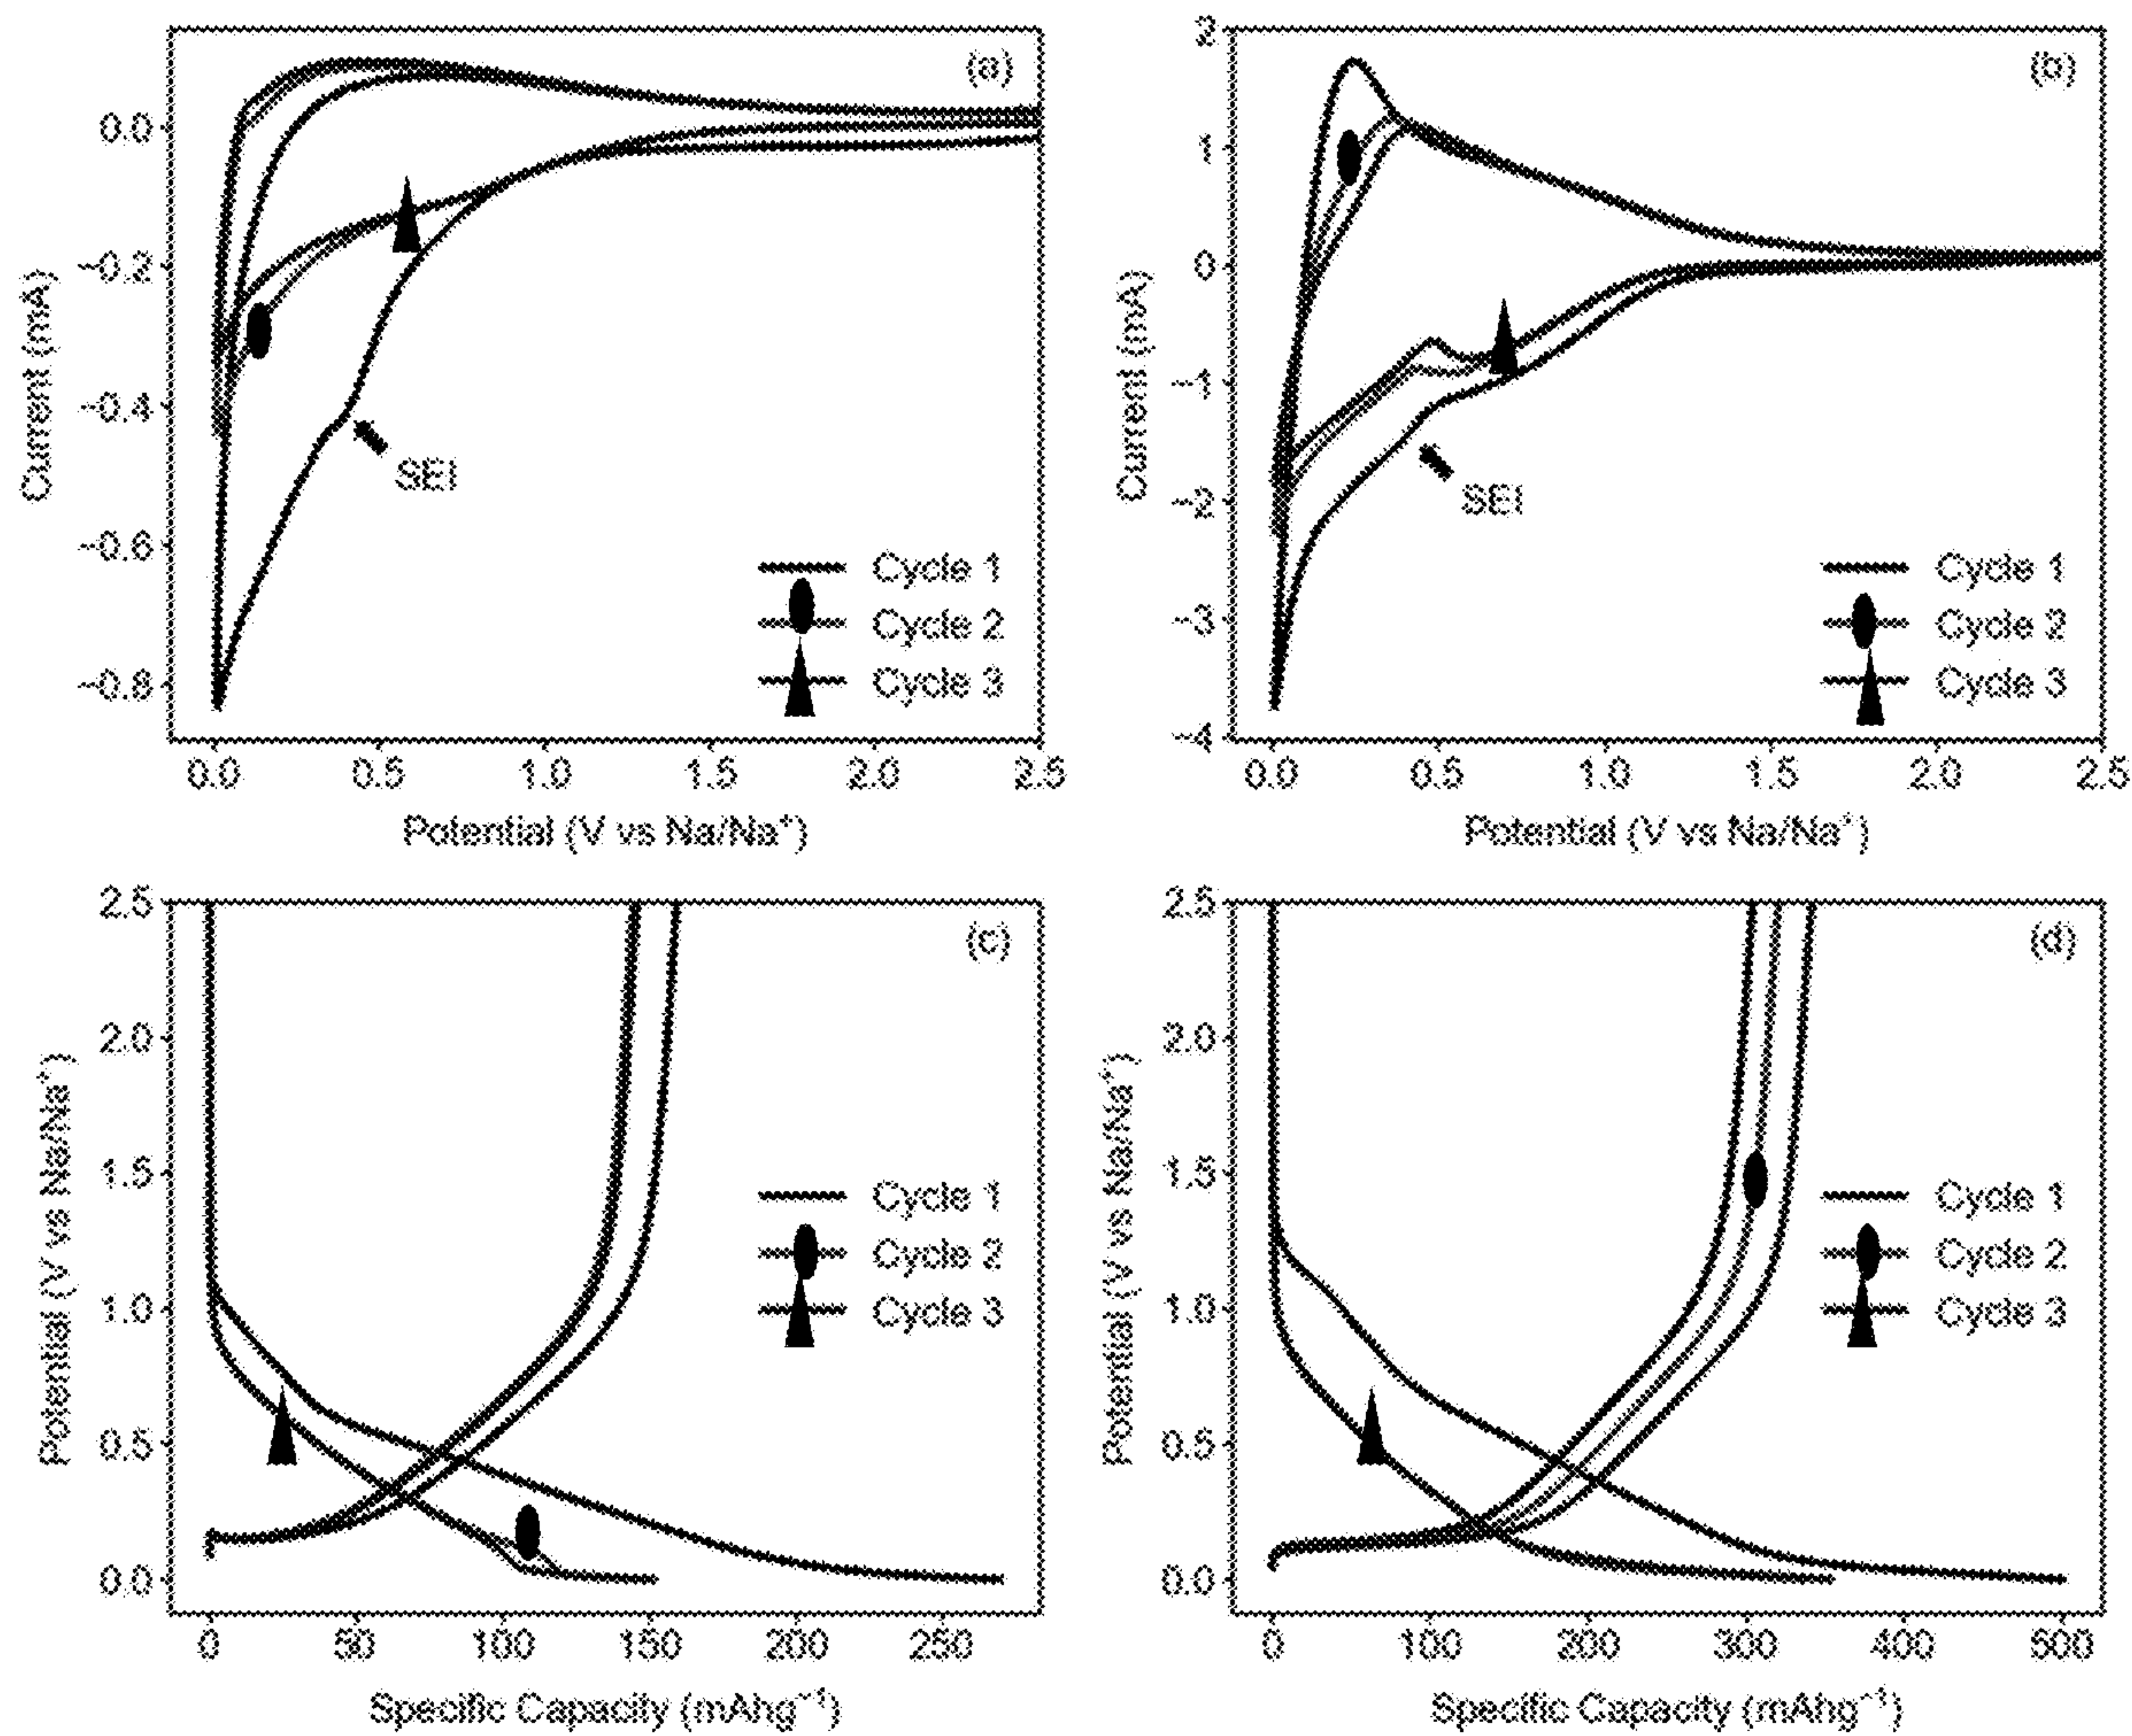 (a)
0.0
−0.2
−0.4
−0.6
−0.8
Current (mA)
SEI
Cycle 1
Cycle 2
Cycle 3
0.0 0.5 1.0 1.5 2.0 2.5
Potential (V vs Na/Na⁺)
(b)
2
1
0
−1
−2
−3
−4
Current (mA)
SEI
Cycle 1
Cycle 2
Cycle 3
0.0 0.5 1.0 1.5 2.0 2.5
Potential (V vs Na/Na⁺)
(c)
2.5
2.0
1.5
1.0
0.5
0.0
Potential (V vs Na/Na⁺)
Cycle 1
Cycle 2
Cycle 3
0 50 100 150 200 250
Specific Capacity (mAhg⁻¹)
(d)
2.5
2.0
1.5
1.0
0.5
0.0
Potential (V vs Na/Na⁺)
Cycle 1
Cycle 2
Cycle 3
0 100 200 300 400 500
Specific Capacity (mAhg⁻¹)